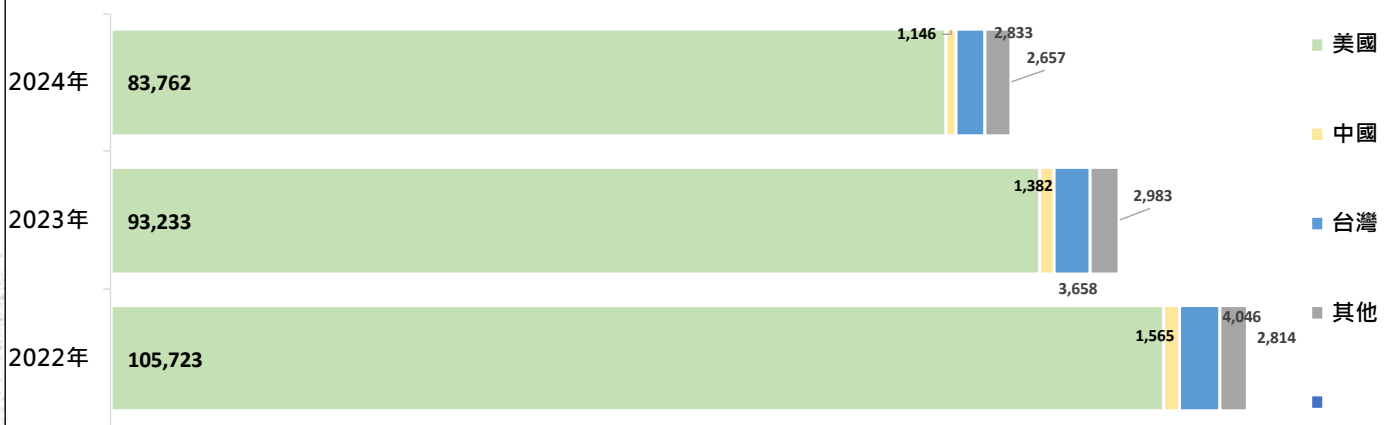 1,146
2,833
2,657
美國
2024年
83,762
中國
1,382
2,983
2023年
93,233
台灣
3,658
其他
1,565
4,046
2,814
2022年
105,723